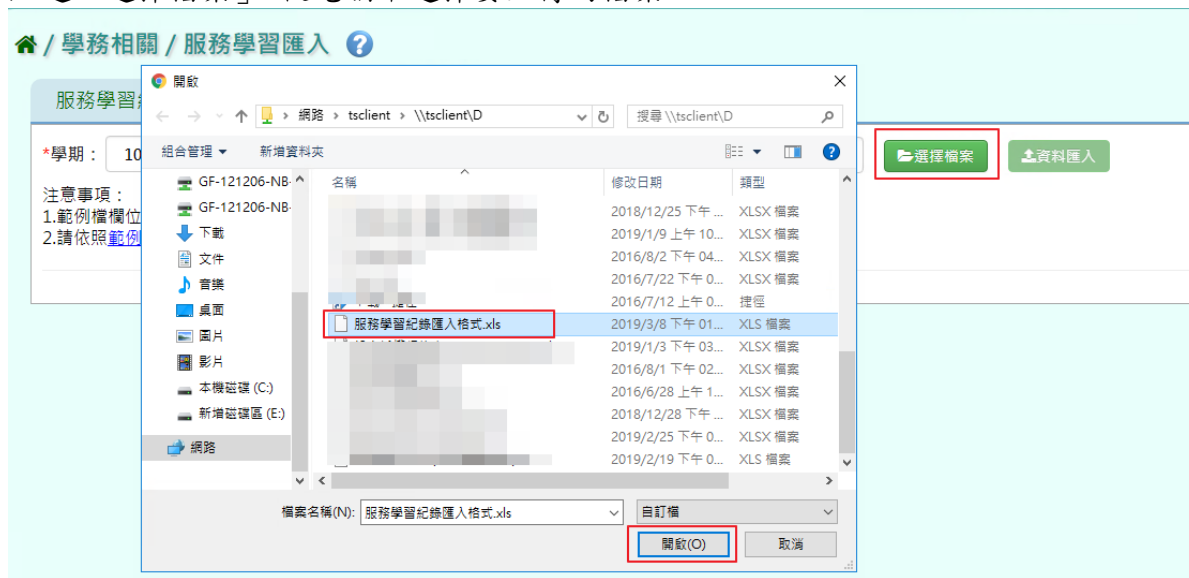 / 學務相關 / 服務學習匯入 ?
開啟
服務學習
網路 › tsclient › \\tsclient\D
搜尋 \\tsclient\D
*學期： 10
組合管理 新增資料夾
選擇檔案 資料匯入
注意事項：
1.範例檔欄位
2.請依照範例
GF-121206-NB-
GF-121206-NB-
下載
文件
音樂
桌面
圖片
影片
本機磁碟 (C:)
新增磁碟區 (E:)
網路
名稱 修改日期 類型
2018/12/25 下午 ... XLSX 檔案
2019/1/9 上午 10... XLSX 檔案
2016/8/2 下午 04... XLSX 檔案
2016/7/22 下午 0... XLSX 檔案
2016/7/12 上午 0... 捷徑
服務學習紀錄匯入格式.xls 2019/3/8 下午 01... XLS 檔案
2019/1/3 下午 03... XLSX 檔案
2016/8/1 下午 02... XLSX 檔案
2016/6/28 上午 1... XLSX 檔案
2018/12/28 下午 ... XLSX 檔案
2019/2/25 下午 0... XLSX 檔案
2019/2/19 下午 0... XLS 檔案
檔案名稱(N): 服務學習紀錄匯入格式.xls 自訂檔
開啟(O) 取消